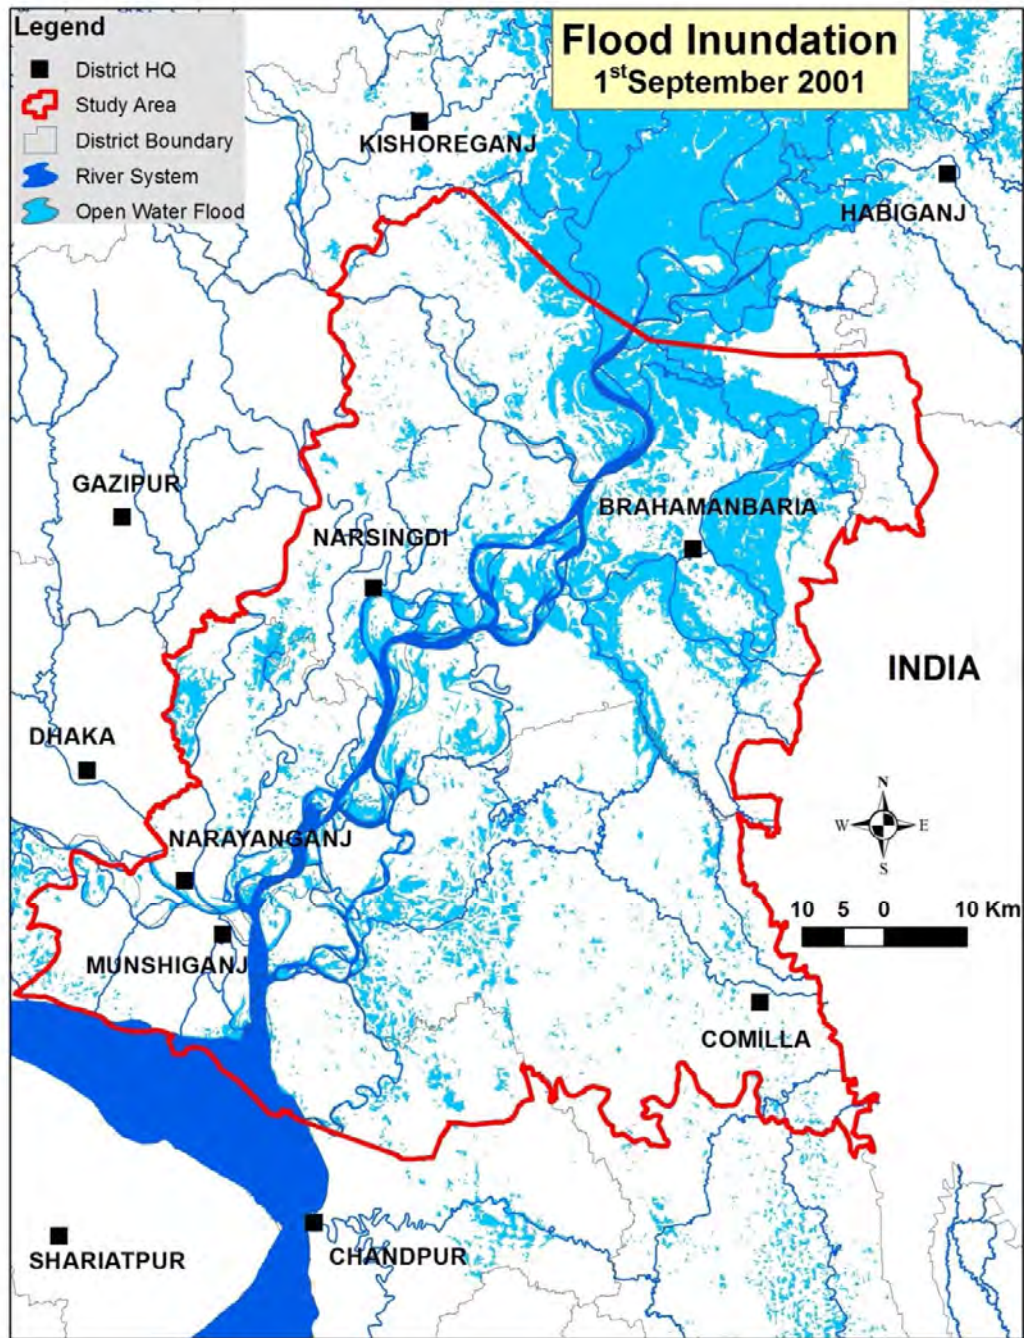 Legend
District HQ
Study Area
District Boundary
River System
Open Water Flood
Flood Inundation
1stSeptember 2001
KISHOREGANJ
HABIGANJ
GAZIPUR
BRAHAMANBARIA
NARSINGDI
INDIA
DHAKA
N
W E
S
NARAYANGANJ
10 5 0 10 Km
MUNSHIGANJ
COMILLA
SHARIATPUR
CHANDPUR